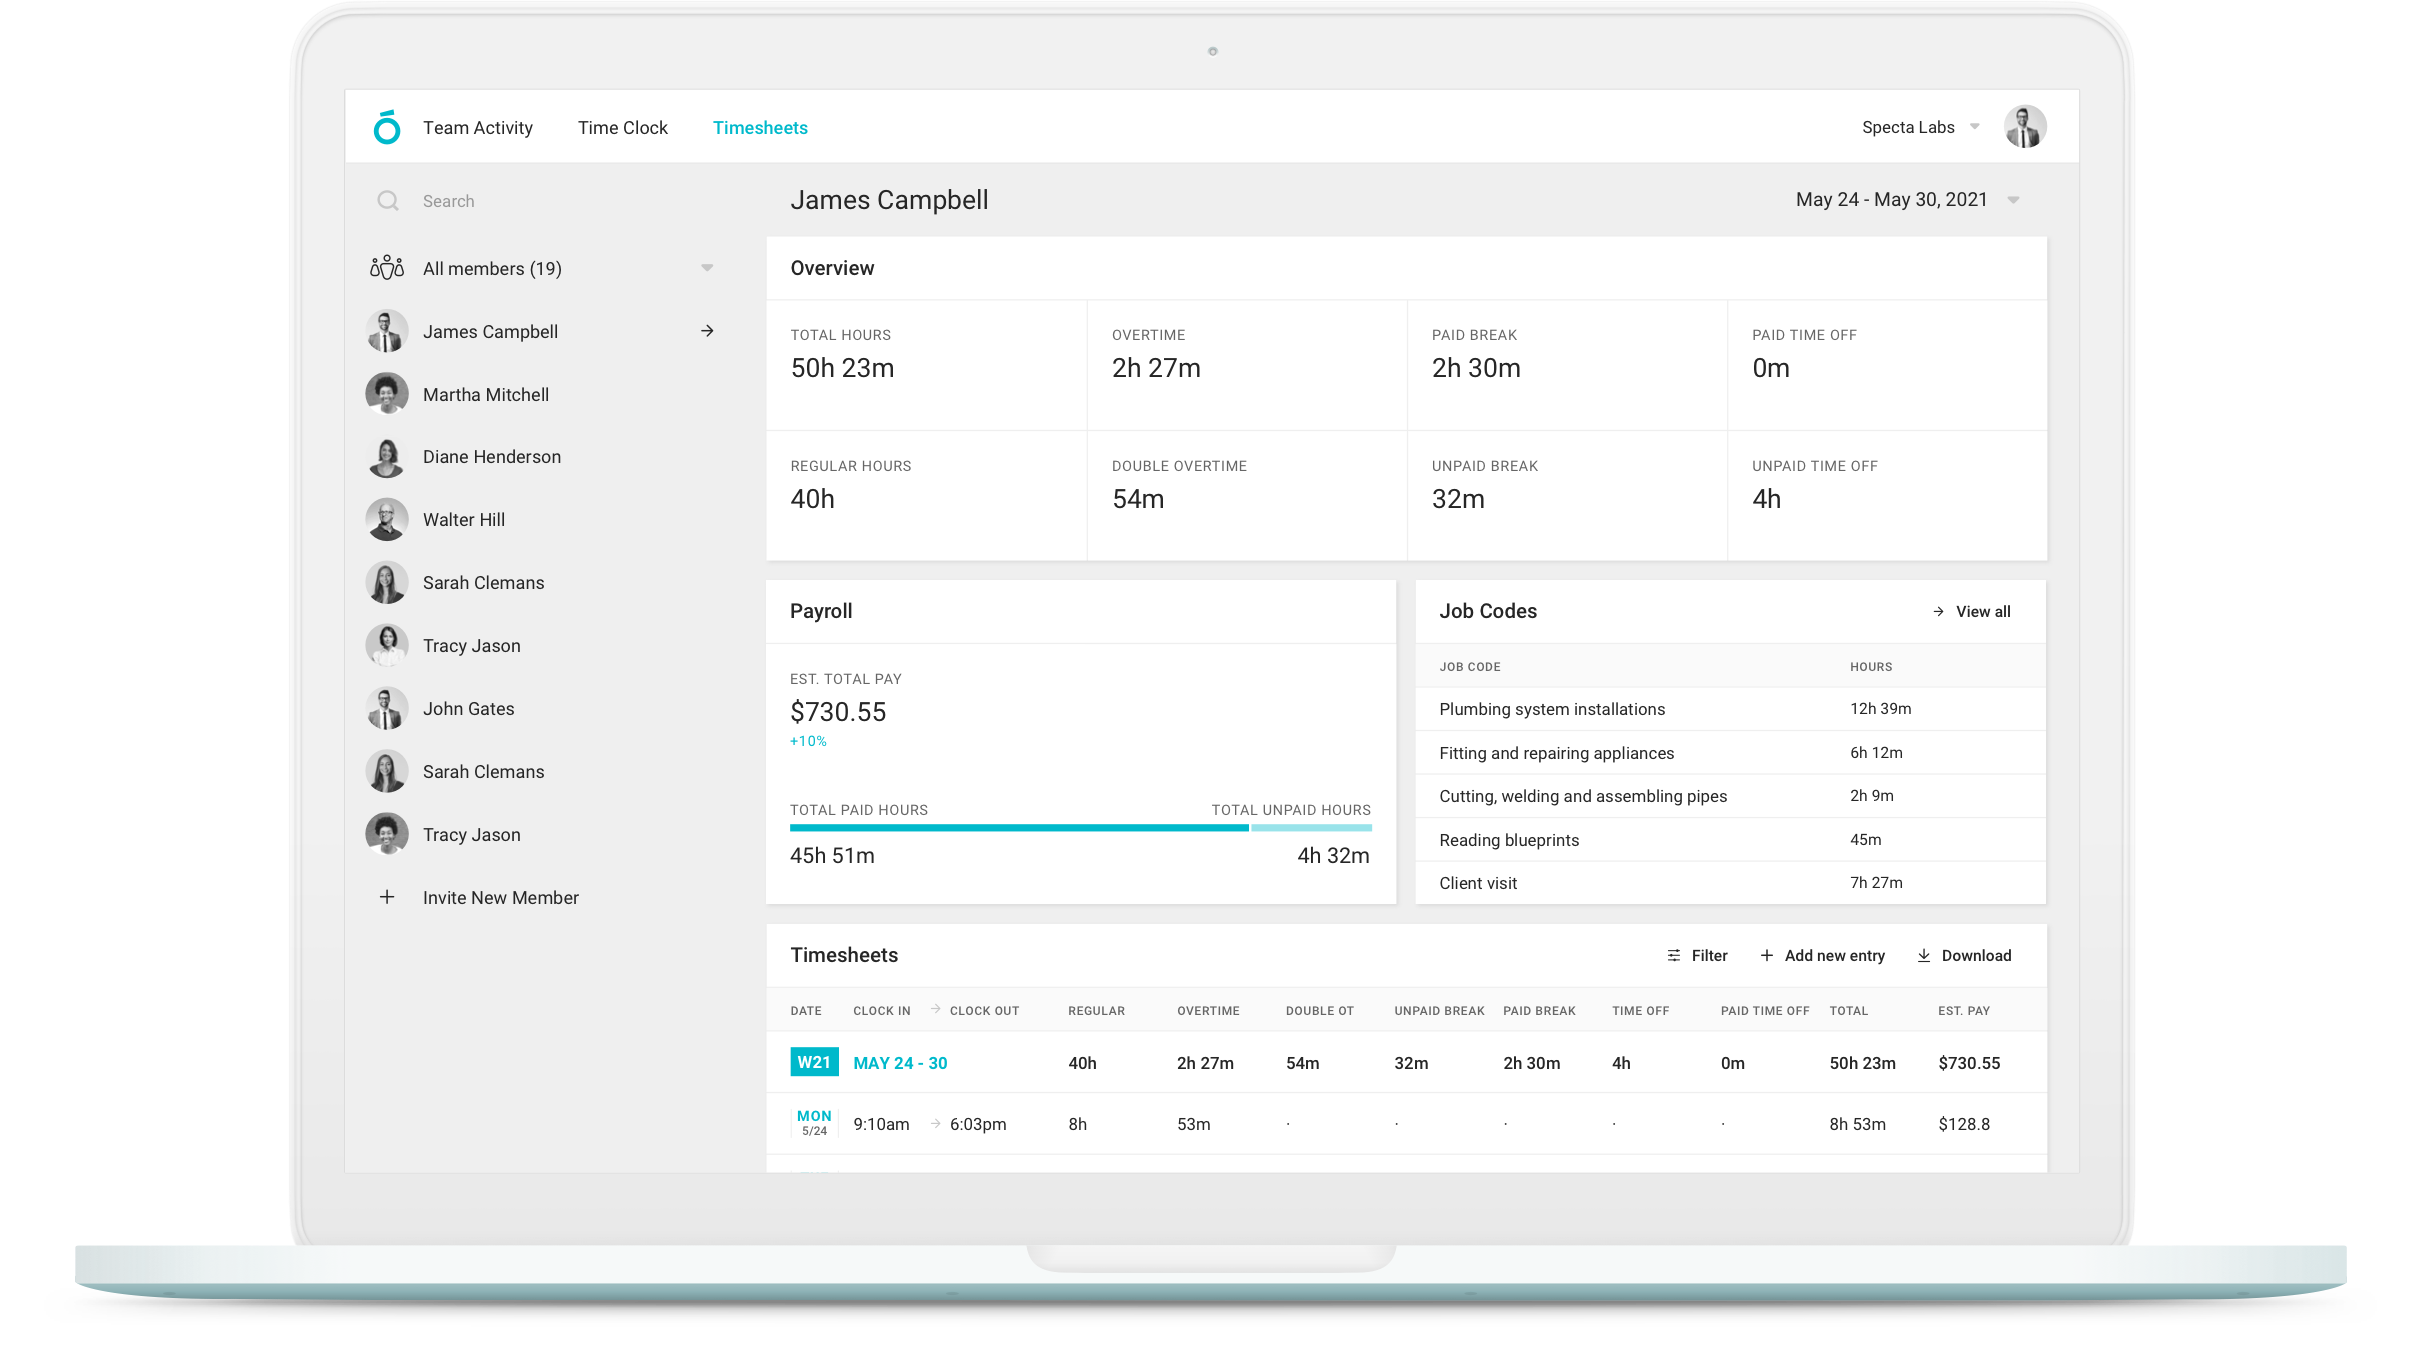 Team Activity Time Clock Timesheets Specta Labs
Search
All members (19)
James Campbell
Martha Mitchell
Diane Henderson
Walter Hill
Sarah Clemans
Tracy Jason
John Gates
Sarah Clemans
Tracy Jason
Invite New Member
James Campbell May 24 - May 30, 2021
Overview
TOTAL HOURS OVERTIME PAID BREAK PAID TIME OFF
50h 23m 2h 27m 2h 30m 0m
REGULAR HOURS DOUBLE OVERTIME UNPAID BREAK UNPAID TIME OFF
40h 54m 32m 4h
Payroll
EST. TOTAL PAY
$730.55
+10%
TOTAL PAID HOURS TOTAL UNPAID HOURS
45h 51m 4h 32m
Job Codes View all
JOB CODE HOURS
Plumbing system installations 12h 39m
Fitting and repairing appliances 6h 12m
Cutting, welding and assembling pipes 2h 9m
Reading blueprints 45m
Client visit 7h 27m
Timesheets Filter Add new entry Download
DATE CLOCK IN → CLOCK OUT REGULAR OVERTIME DOUBLE OT UNPAID BREAK PAID BREAK TIME OFF PAID TIME OFF TOTAL EST. PAY
W21 MAY 24 - 30 40h 2h 27m 54m 32m 2h 30m 4h 0m 50h 23m $730.55
MON 5/24 9:10am → 6:03pm 8h 53m · · · · · 8h 53m $128.8